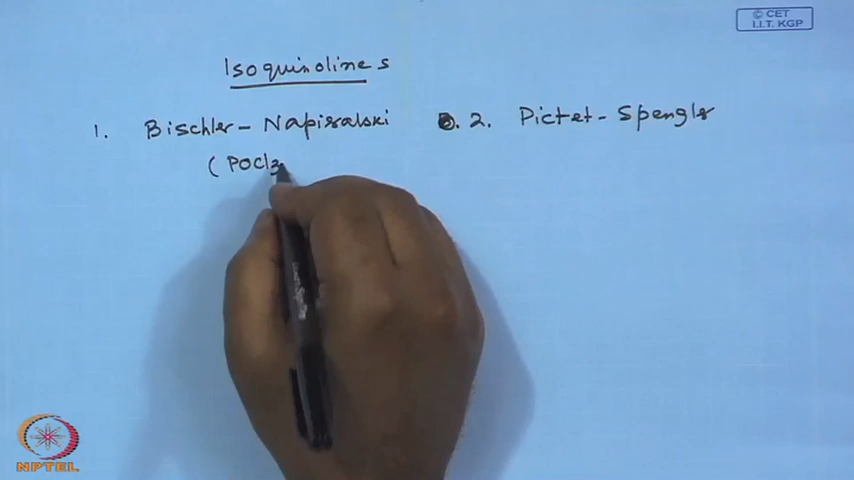 © CET
I.I.T. KGP
Isoquinolines
1. Bischler-Napiralski 2. Pictet-Spengler
(POCl3
NPTEL